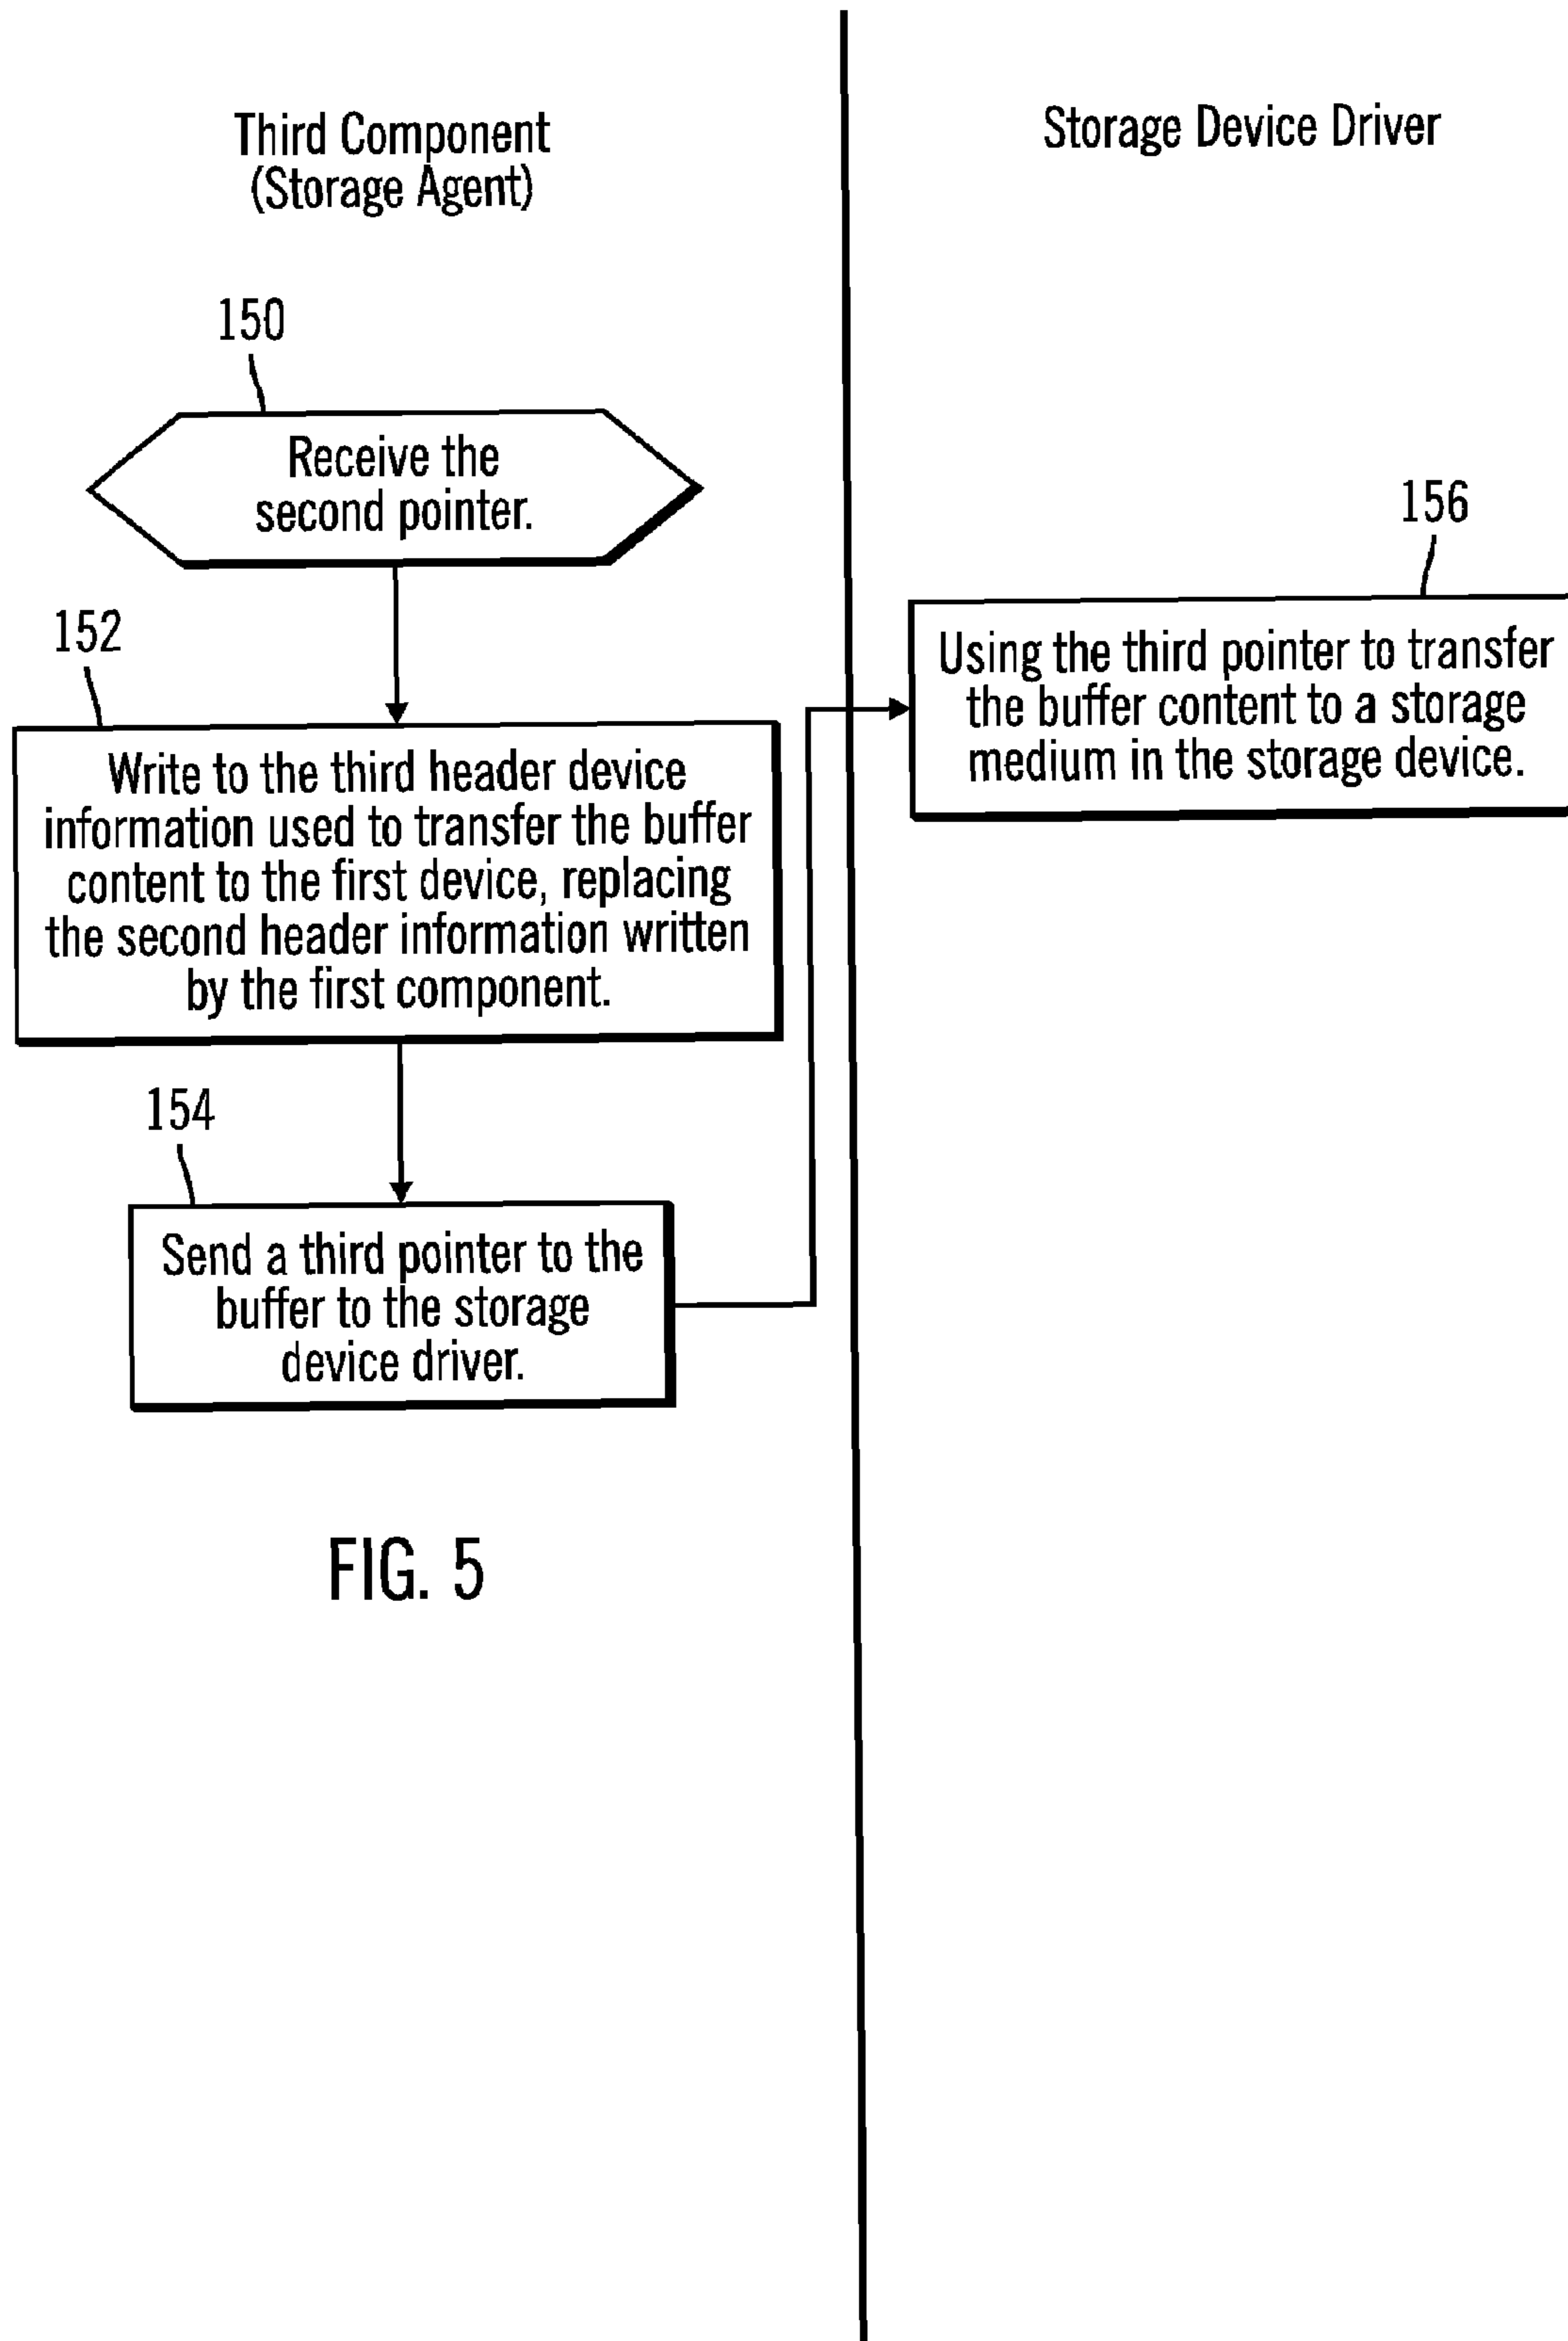 Third Component
(Storage Agent)
Storage Device Driver
150
Receive the
second pointer.
152
Write to the third header device
information used to transfer the buffer
content to the first device, replacing
the second header information written
by the first component.
154
Send a third pointer to the
buffer to the storage
device driver.
156
Using the third pointer to transfer
the buffer content to a storage
medium in the storage device.
FIG. 5